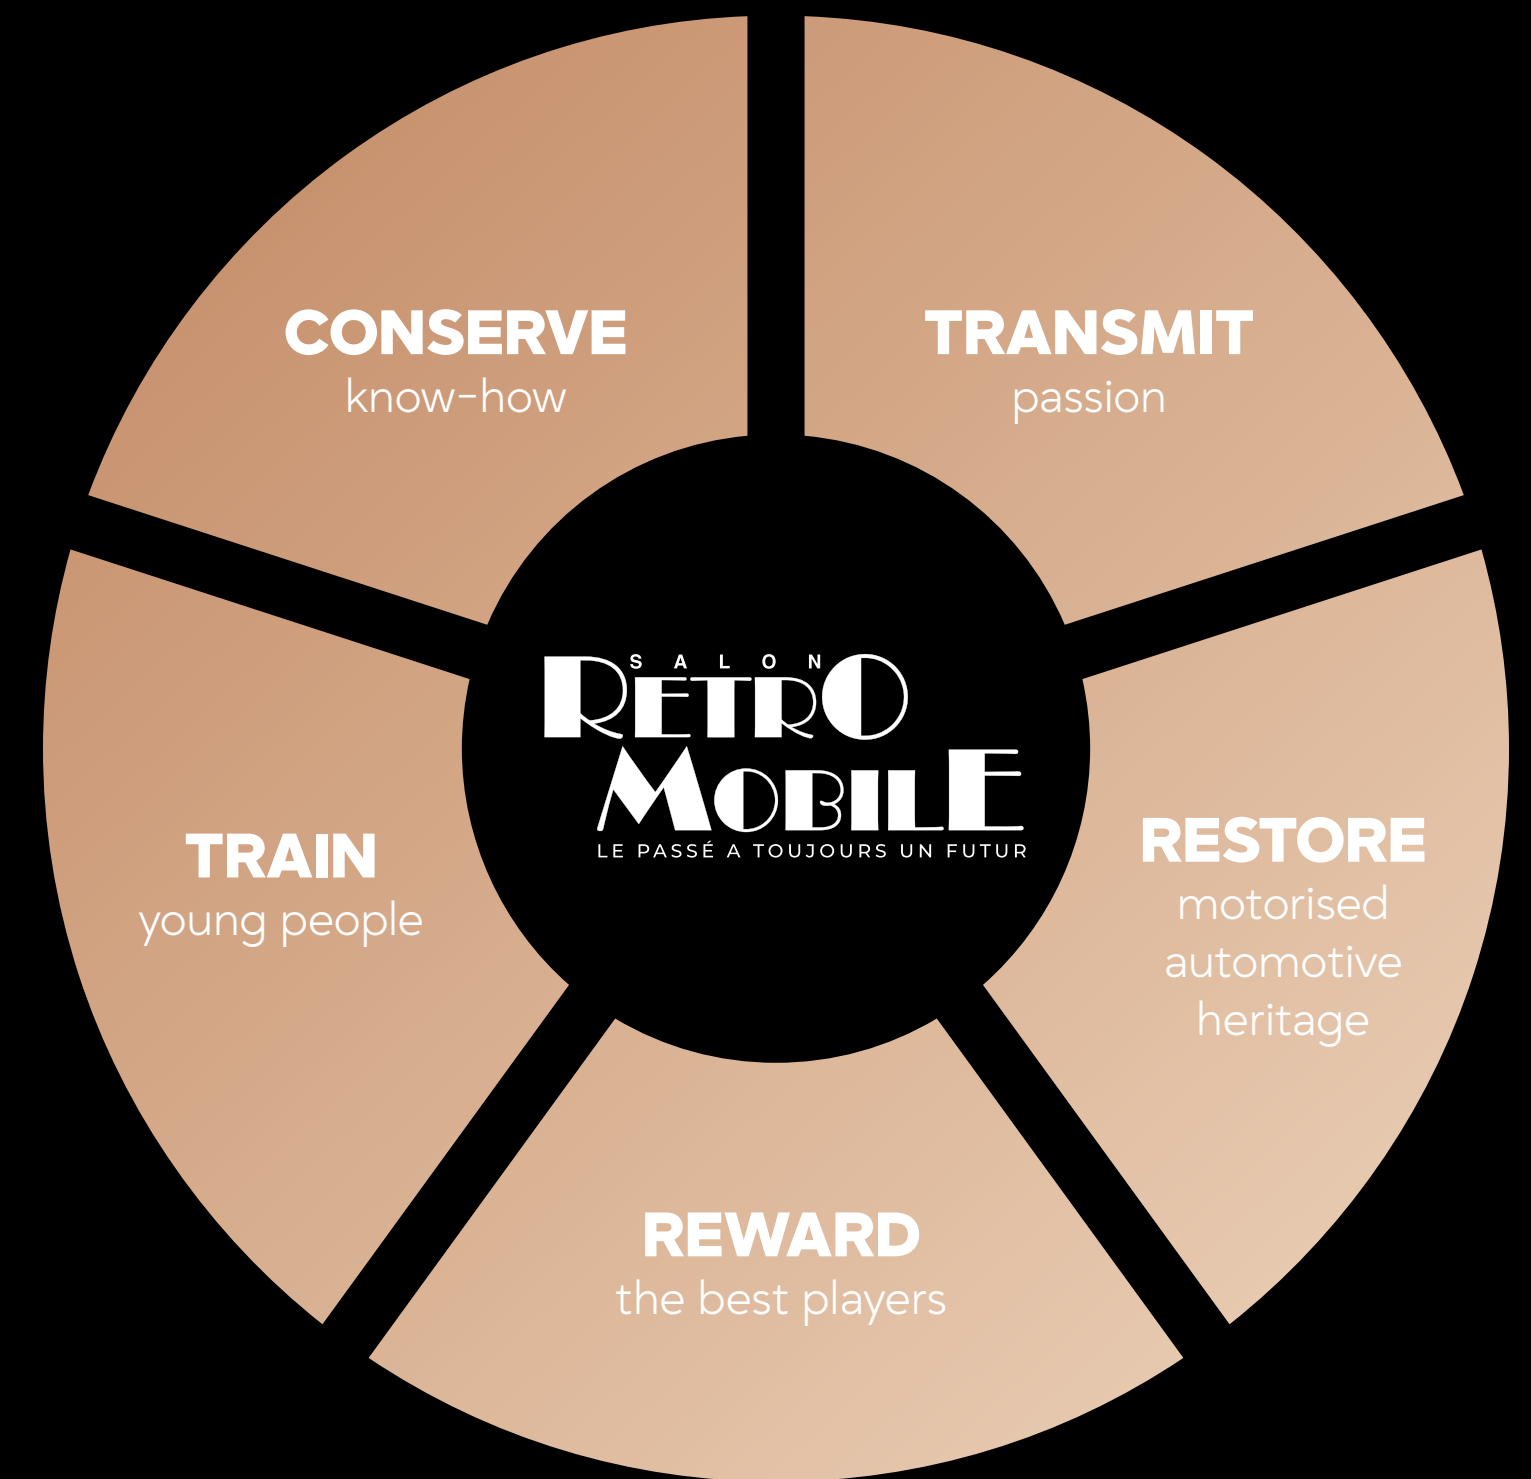 CONSERVE
know-how
TRANSMIT
passion
SALON
RETRO
MOBILE
LE PASSÉ A TOUJOURS UN FUTUR
TRAIN
young people
RESTORE
motorised
automotive
heritage
REWARD
the best players